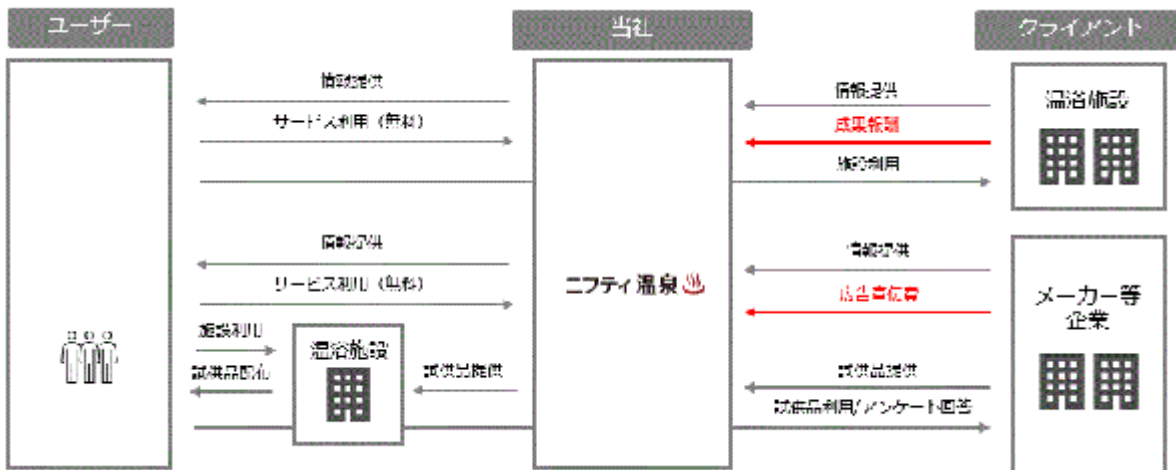 ユーザー
当社
クライアント
情報提供
サービス利用（無料）
情報提供
成果報酬
施設利用
温浴施設
情報提供
サービス利用（無料）
ニフティ温泉
情報提供
広告宣伝費
メーカー等
企業
施設利用
試供品配布
温浴施設
試供品提供
試供品提供
試供品利用/アンケート回答